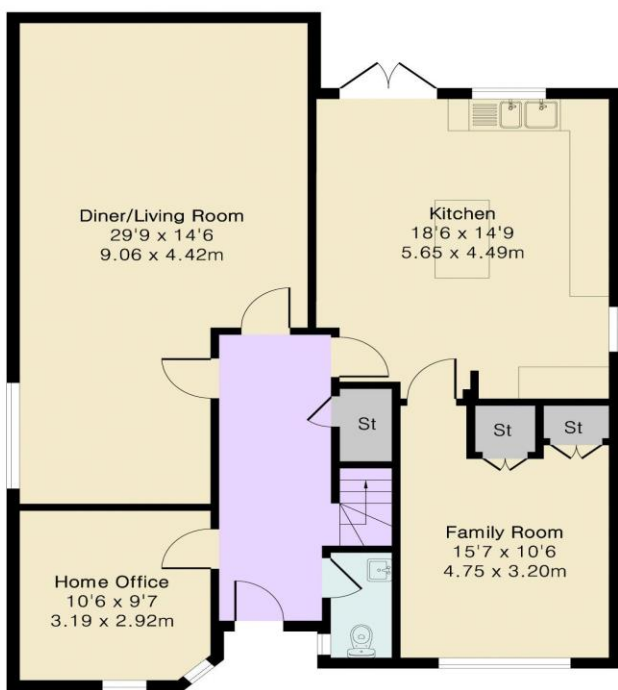 Diner/Living Room
29'9 x 14'6
9.06 x 4.42m
Kitchen
18'6 x 14'9
5.65 x 4.49m
St
St
St
Family Room
15'7 x 10'6
4.75 x 3.20m
Home Office
10'6 x 9'7
3.19 x 2.92m